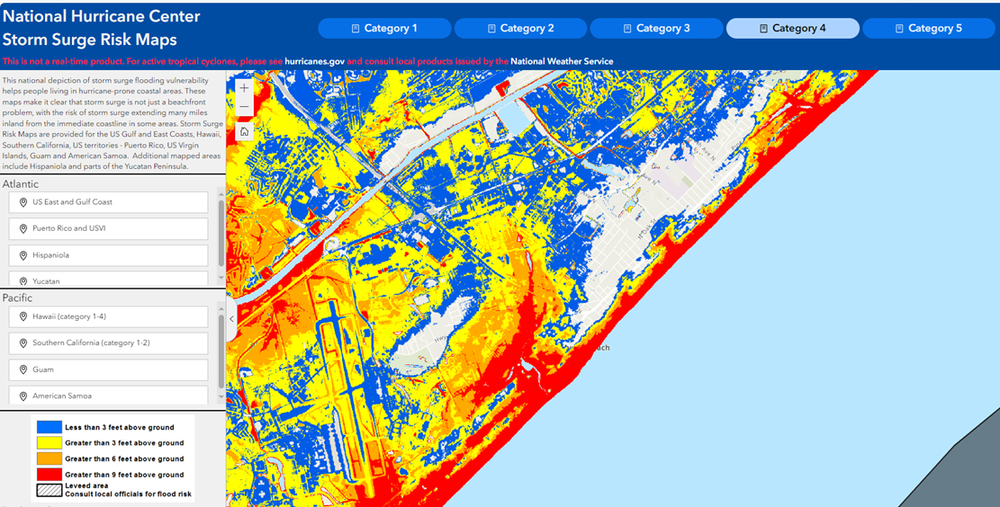 National Hurricane Center
Storm Surge Risk Maps
Category 1
Category 2
Category 3
Category 4
Category 5
This is not a real-time product. For active tropical cyclones, please see hurricanes.gov and consult local products issued by the National Weather Service
This national depiction of storm surge flooding vulnerability
helps people living in hurricane-prone coastal areas. These
maps make it clear that storm surge is not just a beachfront
problem, with the risk of storm surge extending many miles
inland from the immediate coastline in some areas. Storm Surge
Risk Maps are provided for the US Gulf and East Coasts, Hawaii,
Southern California, US territories - Puerto Rico, US Virgin
Islands, Guam and American Samoa. Additional mapped areas
include Hispaniola and parts of the Yucatan Peninsula.
Atlantic
US East and Gulf Coast
Puerto Rico and USVI
Hispaniola
Yucatan
Pacific
Hawaii (category 1-4)
Southern California (category 1-2)
Guam
American Samoa
Less than 3 feet above ground
Greater than 3 feet above ground
Greater than 6 feet above ground
Greater than 9 feet above ground
Leveed area
Consult local officials for flood risk
+
−
Ave N
N Oak St
Hwy
ach